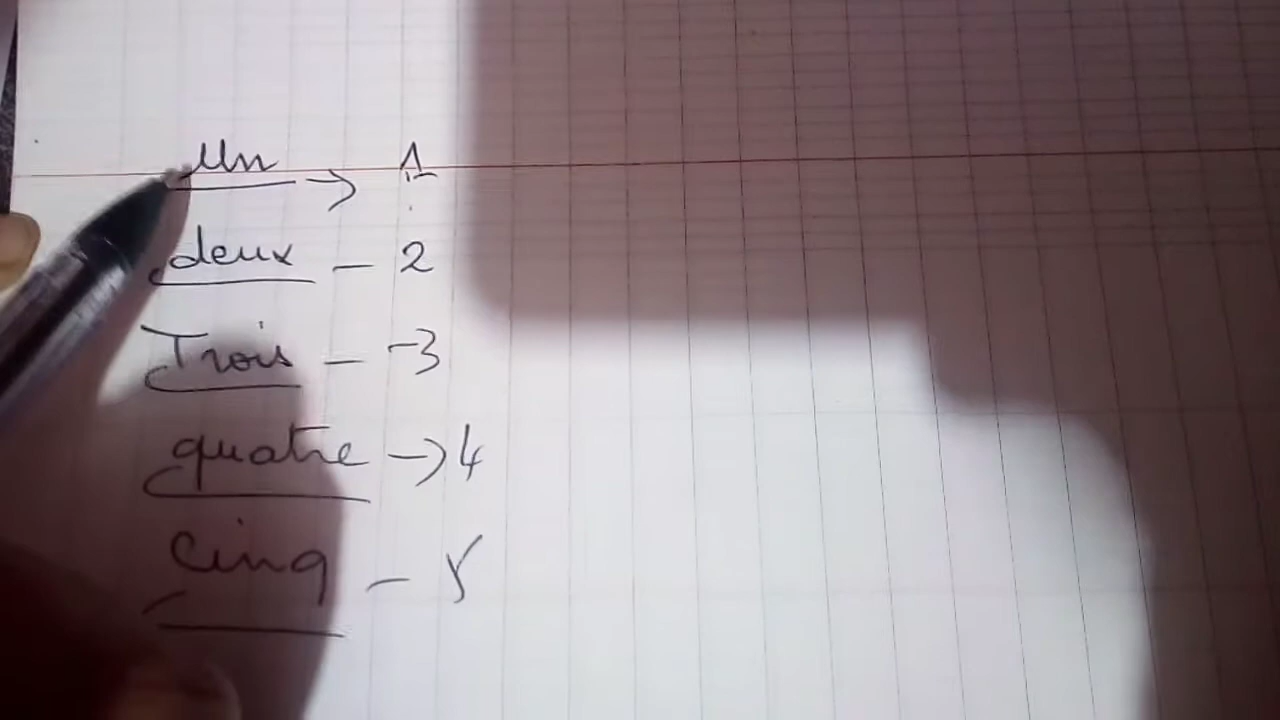 Un → 1
deux – 2
Trois – 3
quatre → 4
cinq – 5